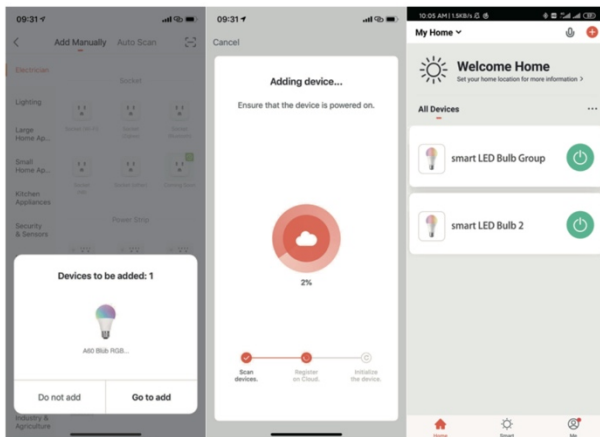 09:31
Add Manually Auto Scan
Electrician
Socket
Lighting
Large
Home Ap...
Small
Home Ap...
Kitchen
Appliances
Power Strip
Security
& Sensors
Devices to be added: 1
A60 Blub RGB...
Do not add Go to add
Industry &
Agriculture
09:31
Cancel
Adding device...
Ensure that the device is powered on.
2%
Scan
devices.
Register
on Cloud.
Initialize
the device.
10:05 AM | 1.5KB/s
My Home
Welcome Home
Set your home location for more information >
All Devices
smart LED Bulb Group
smart LED Bulb 2
Home Smart Me